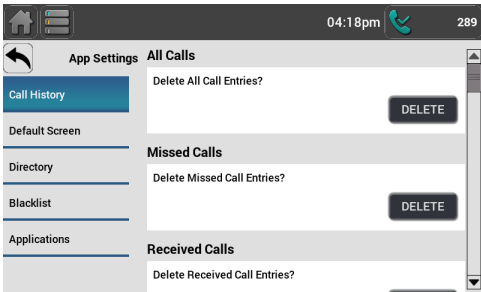 04:18pm 289
App Settings
Call History
Default Screen
Directory
Blacklist
Applications
All Calls
Delete All Call Entries?
DELETE
Missed Calls
Delete Missed Call Entries?
DELETE
Received Calls
Delete Received Call Entries?